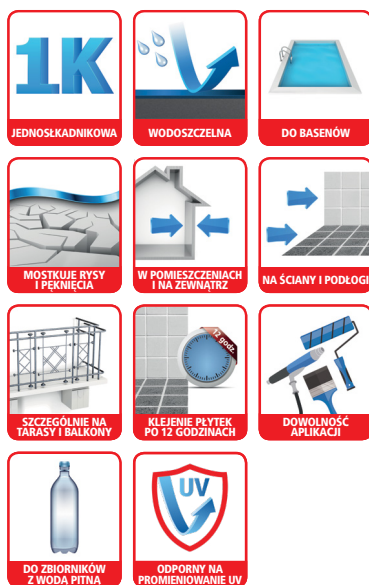 1K
JEDNOSKŁADNIKOWA
WODOSZCZELNA
DO BASENÓW
MOSTKUJE RYSY
I PĘKNIĘCIA
W POMIESZCZENIACH
I NA ZEWNĄTRZ
NA ŚCIANY I PODŁOGI
SZCZEGÓLNIE NA
TARASY I BALKONY
12 godz.
KLEJENIE PŁYTEK
PO 12 GODZINACH
DOWOLNOŚĆ
APLIKACJI
DO ZBIORNIKÓW
Z WODĄ PITNĄ
UV
ODPORNY NA
PROMIENIOWANIE UV